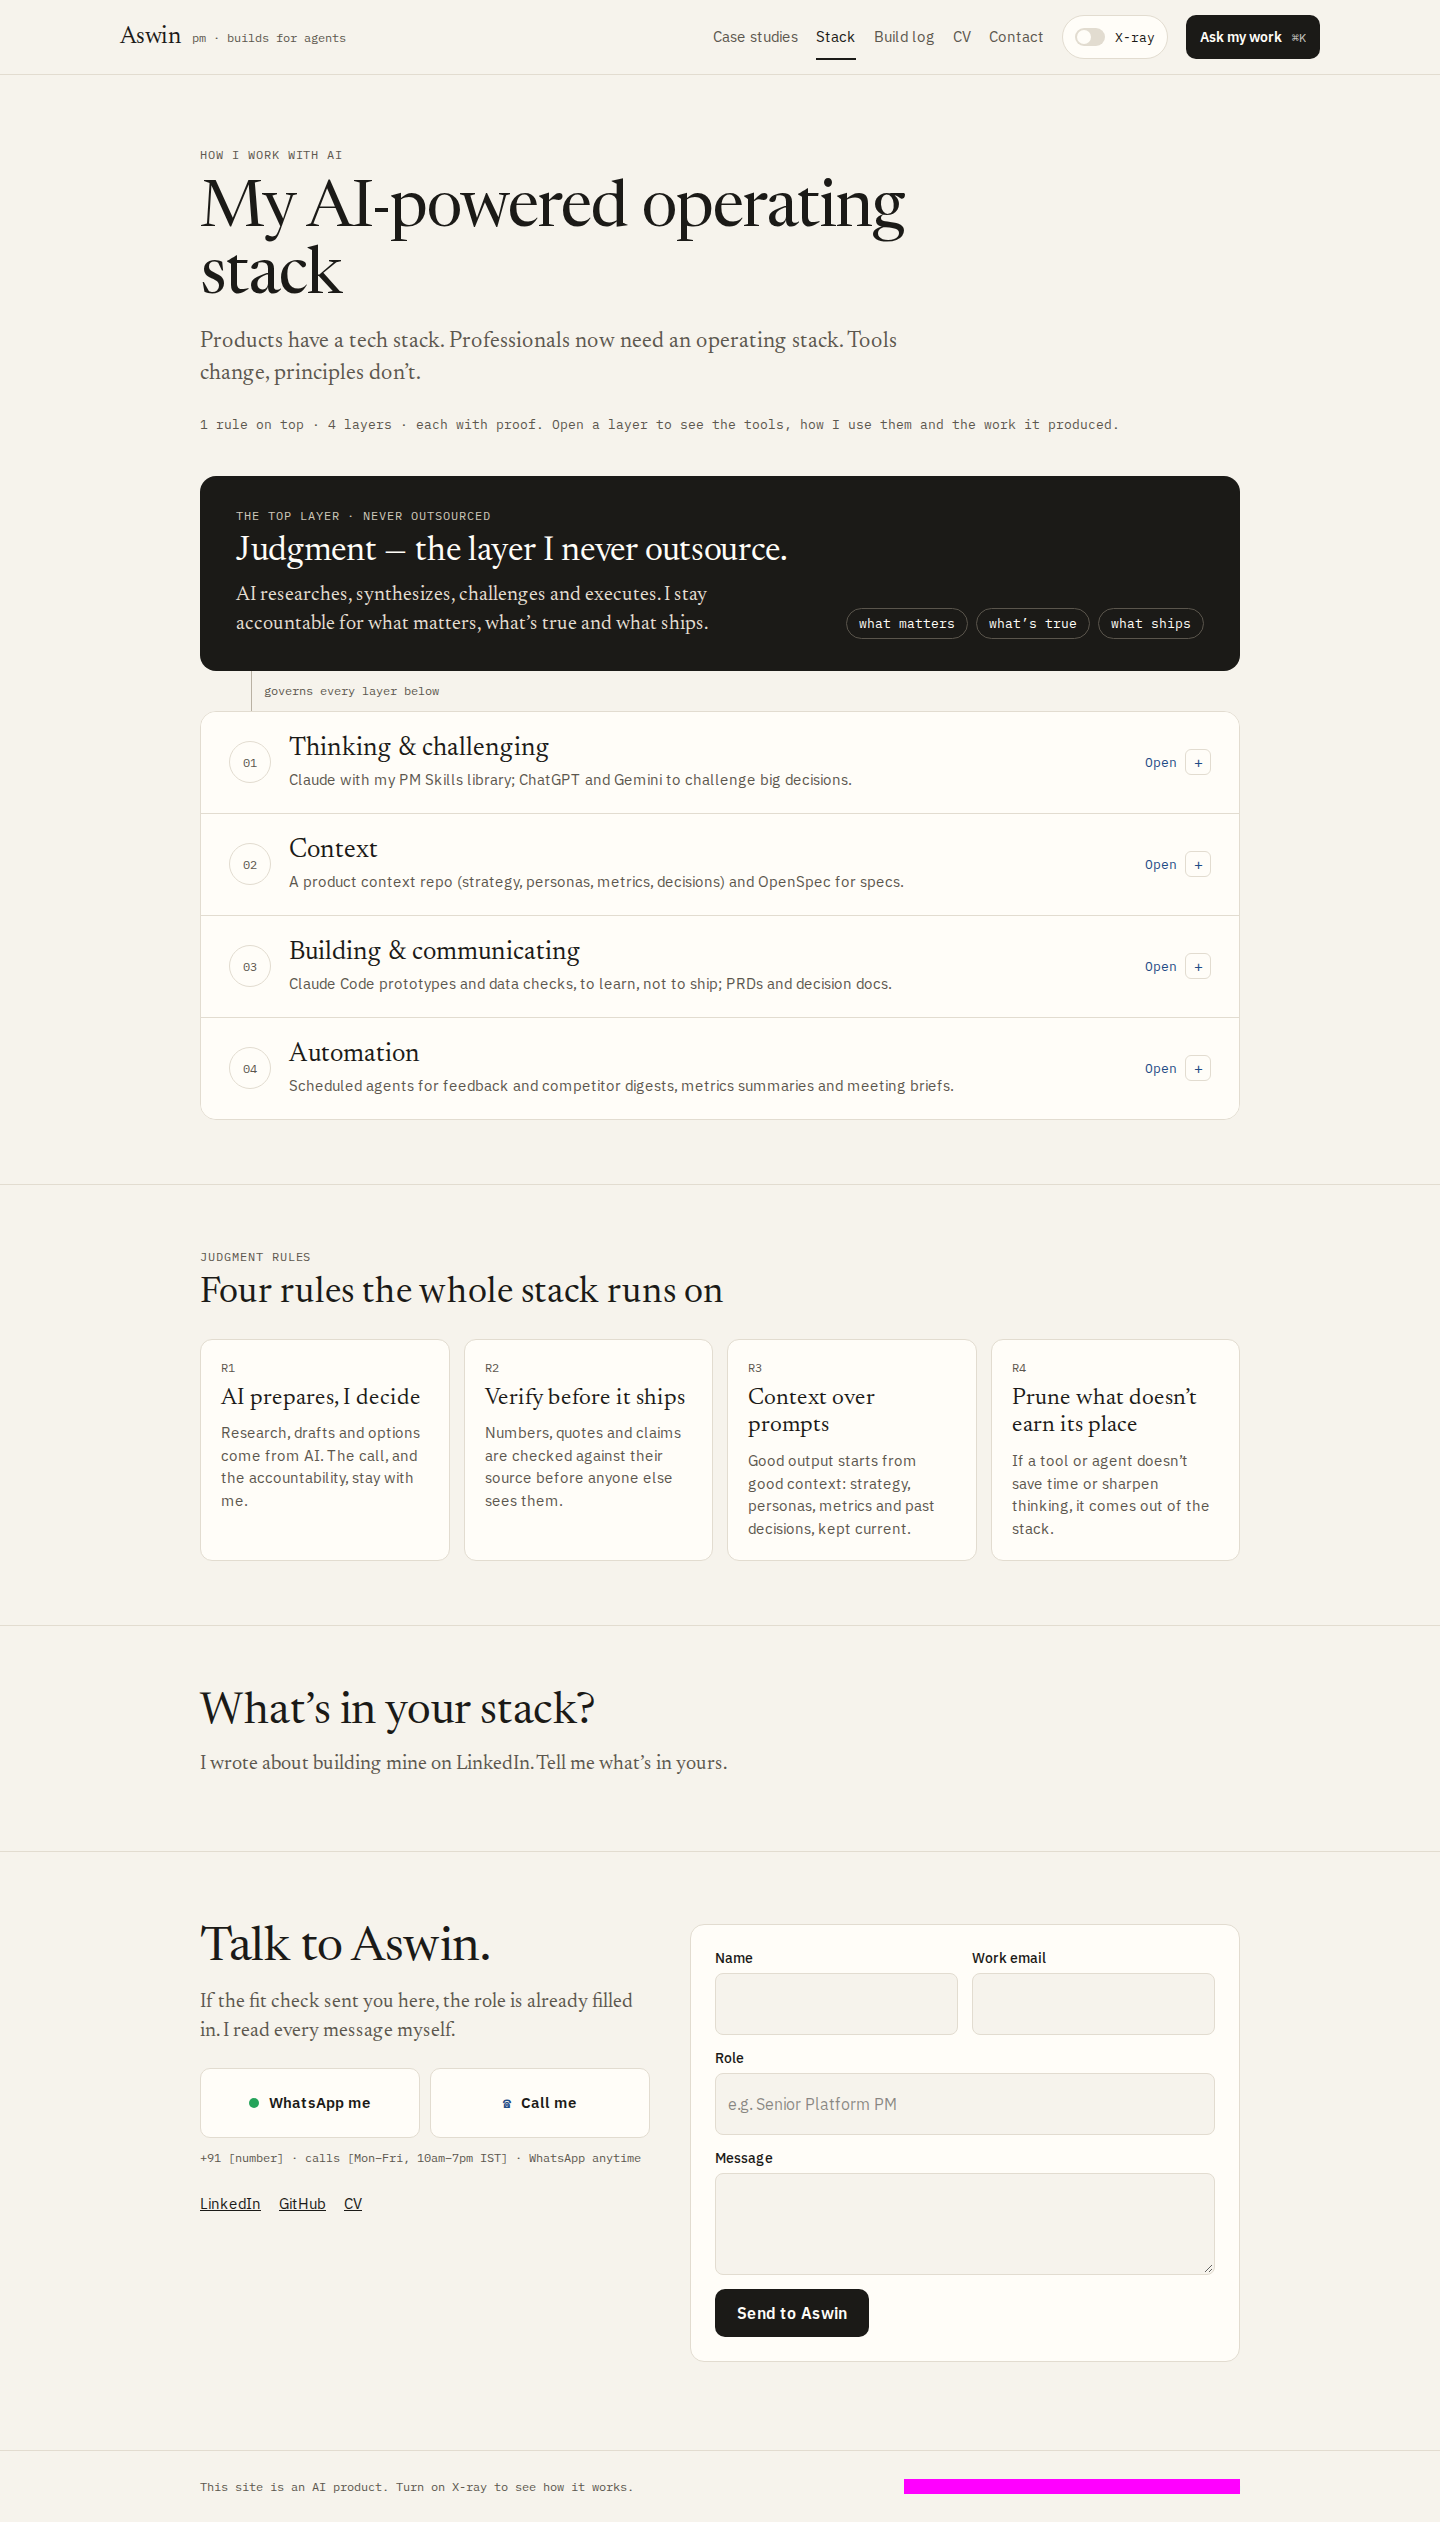 Aswin pm · builds for agents
Case studies Stack Build log CV Contact X-ray Ask my work ⌘K
HOW I WORK WITH AI
My AI-powered operating
stack
Products have a tech stack. Professionals now need an operating stack. Tools
change, principles don’t.
1 rule on top · 4 layers · each with proof. Open a layer to see the tools, how I use them and the work it produced.
THE TOP LAYER · NEVER OUTSOURCED
Judgment — the layer I never outsource.
AI researches, synthesizes, challenges and executes. I stay
accountable for what matters, what’s true and what ships.
what matters what’s true what ships
governs every layer below
01
Thinking & challenging
Claude with my PM Skills library; ChatGPT and Gemini to challenge big decisions.
Open +
02
Context
A product context repo (strategy, personas, metrics, decisions) and OpenSpec for specs.
Open +
03
Building & communicating
Claude Code prototypes and data checks, to learn, not to ship; PRDs and decision docs.
Open +
04
Automation
Scheduled agents for feedback and competitor digests, metrics summaries and meeting briefs.
Open +
JUDGMENT RULES
Four rules the whole stack runs on
R1
AI prepares, I decide
Research, drafts and options
come from AI. The call, and
the accountability, stay with
me.
R2
Verify before it ships
Numbers, quotes and claims
are checked against their
source before anyone else
sees them.
R3
Context over
prompts
Good output starts from
good context: strategy,
personas, metrics and past
decisions, kept current.
R4
Prune what doesn’t
earn its place
If a tool or agent doesn’t
save time or sharpen
thinking, it comes out of the
stack.
What’s in your stack?
I wrote about building mine on LinkedIn. Tell me what’s in yours.
Talk to Aswin.
If the fit check sent you here, the role is already filled
in. I read every message myself.
WhatsApp me
☎ Call me
+91 [number] · calls [Mon–Fri, 10am–7pm IST] · WhatsApp anytime
LinkedIn GitHub CV
Name
Work email
Role
e.g. Senior Platform PM
Message
Send to Aswin
This site is an AI product. Turn on X-ray to see how it works.